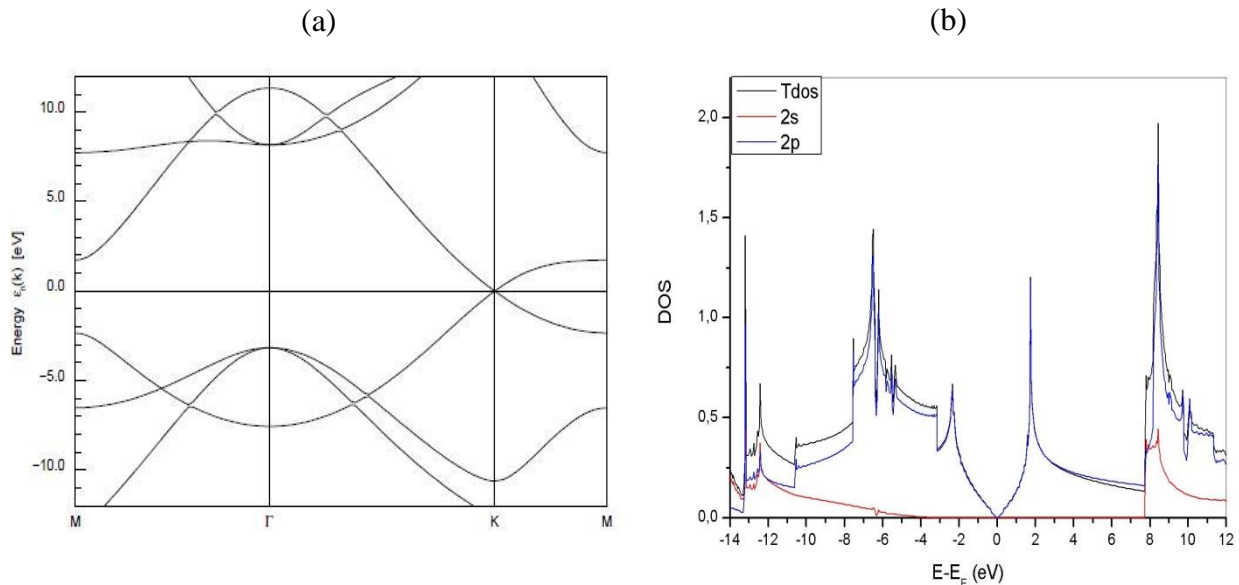 (a)
(b)
Energy εn(k) [eV]
10.0
5.0
0.0
-5.0
-10.0
M
Γ
K
M
Tdos
2s
2p
DOS
2,0
1,5
1,0
0,5
0,0
-14 -12 -10 -8 -6 -4 -2 0 2 4 6 8 10 12
E-EF (eV)